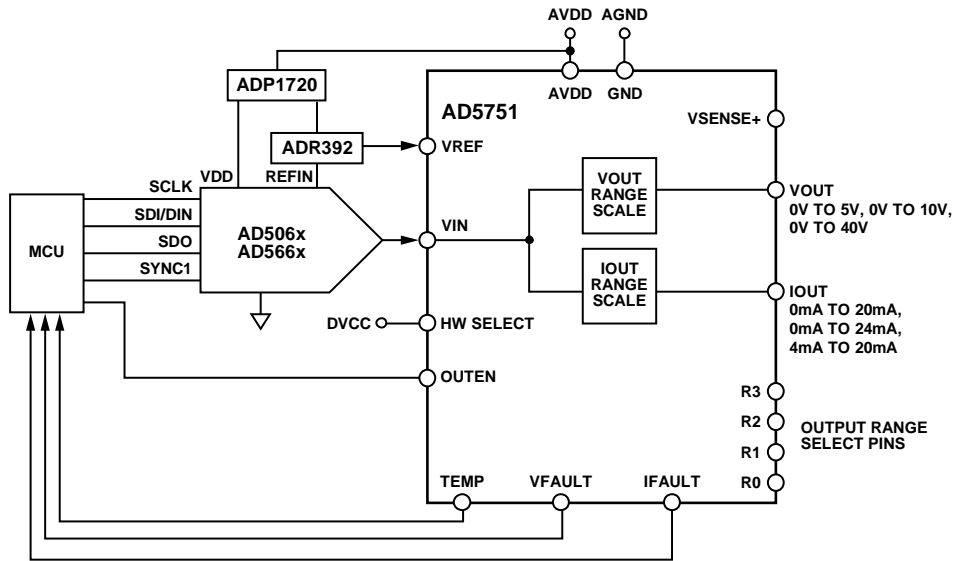 AVDD AGND
ADP1720
AVDD GND
AD5751
VSENSE+
ADR392
VREF
VDD REFIN
SCLK
SDI/DIN
SDO
SYNC1
MCU
AD506x
AD566x
VIN
VOUT
RANGE
SCALE
VOUT
0V TO 5V, 0V TO 10V,
0V TO 40V
IOUT
RANGE
SCALE
IOUT
0mA TO 20mA,
0mA TO 24mA,
4mA TO 20mA
DVCC
HW SELECT
OUTEN
R3
R2
R1
R0
OUTPUT RANGE
SELECT PINS
TEMP VFAULT IFAULT